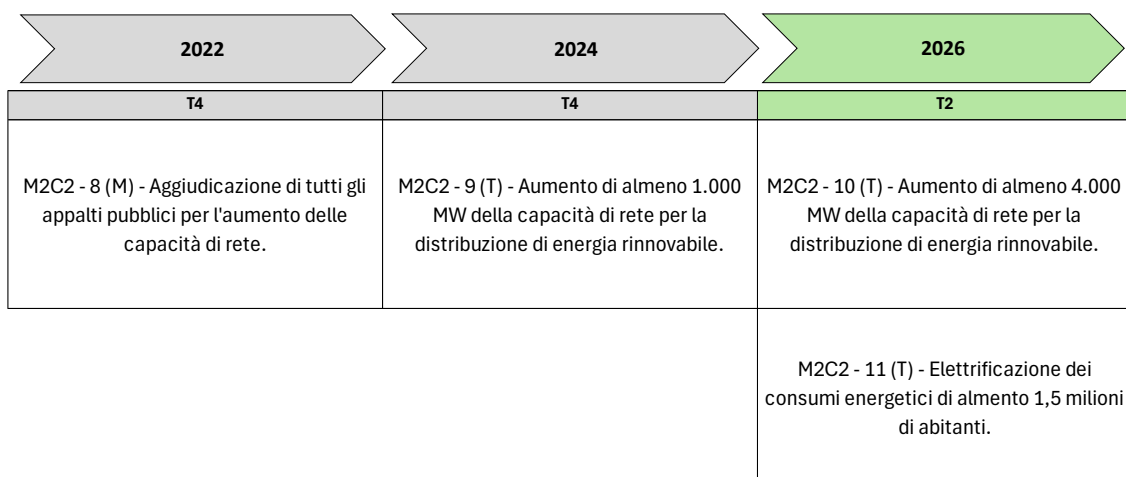 2022
2024
2026
T4
T4
T2
M2C2 - 8 (M) - Aggiudicazione di tutti gli
appalti pubblici per l'aumento delle
capacità di rete.
M2C2 - 9 (T) - Aumento di almeno 1.000
MW della capacità di rete per la
distribuzione di energia rinnovabile.
M2C2 - 10 (T) - Aumento di almeno 4.000
MW della capacità di rete per la
distribuzione di energia rinnovabile.
M2C2 - 11 (T) - Elettrificazione dei
consumi energetici di almento 1,5 milioni
di abitanti.